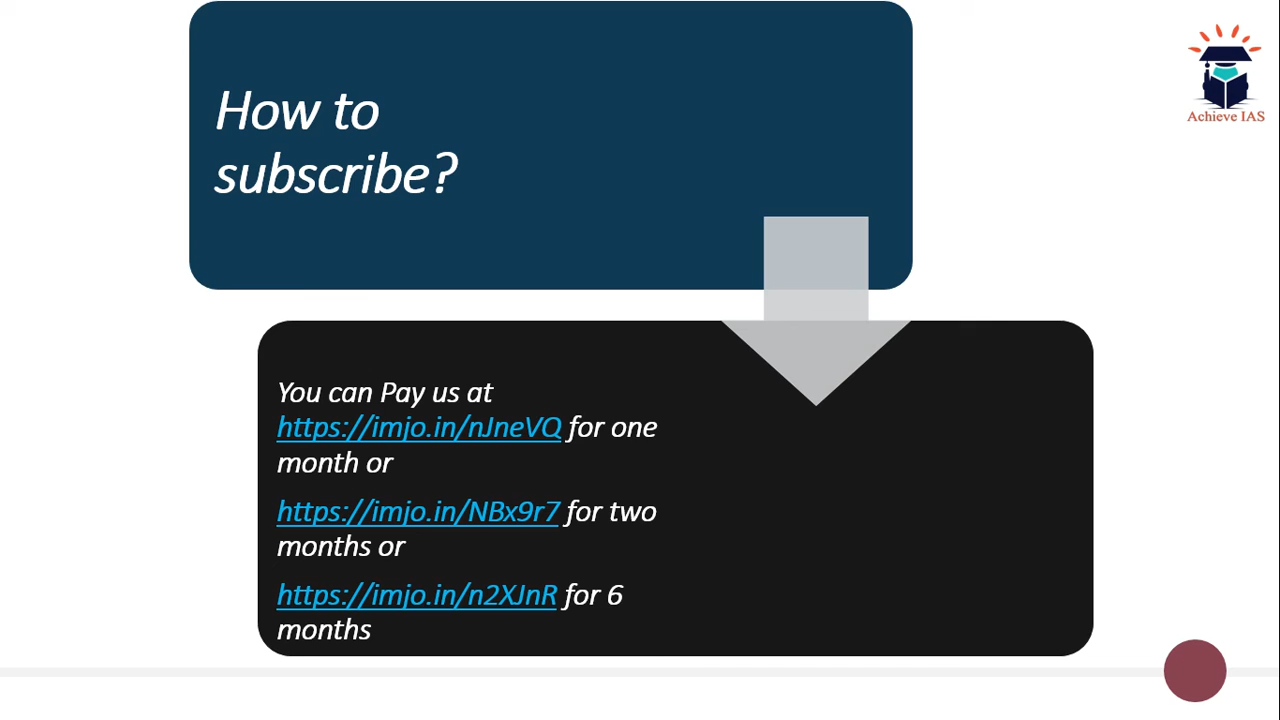 How to
subscribe?
Achieve IAS
You can Pay us at
https://imjo.in/nJneVQ for one
month or
https://imjo.in/NBx9r7 for two
months or
https://imjo.in/n2XJnR for 6
months